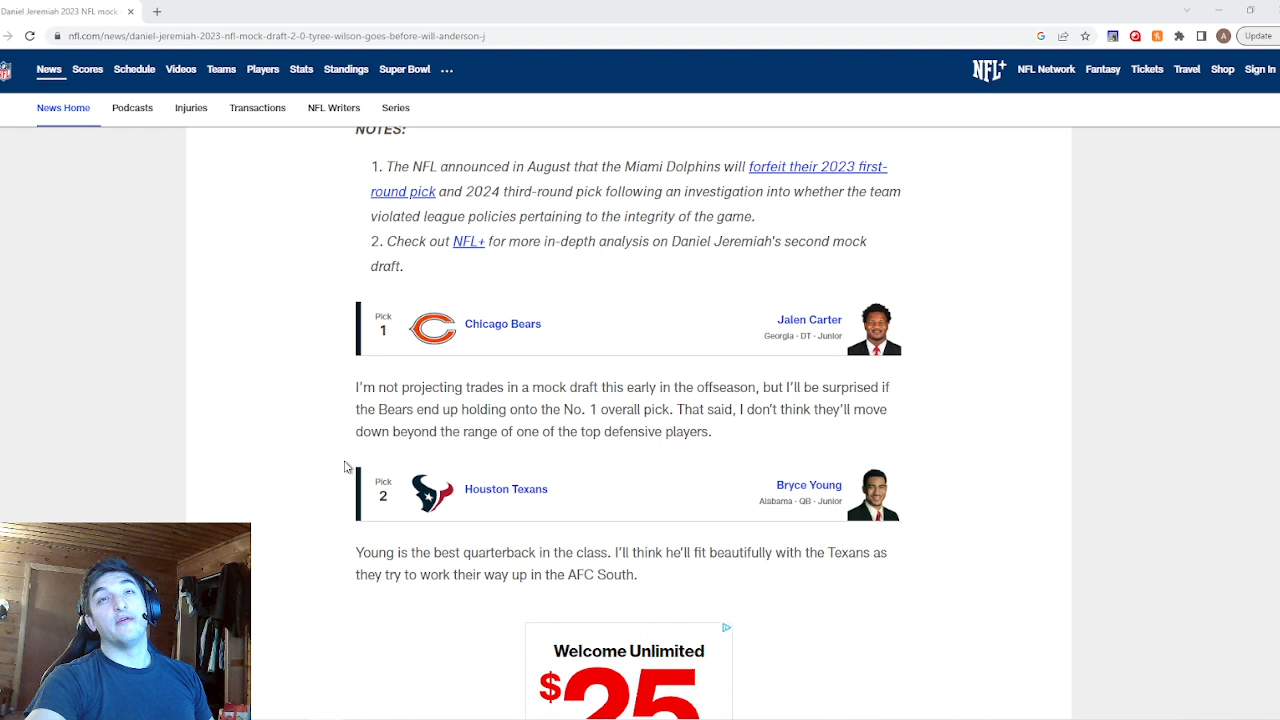 Daniel Jeremiah 2023 NFL mock
nfl.com/news/daniel-jeremiah-2023-nfl-mock-draft-2-0-tyree-wilson-goes-before-will-anderson-j
G
A
Update
NFL
News Scores Schedule Videos Teams Players Stats Standings Super Bowl
NFL+ NFL Network Fantasy Tickets Travel Shop Sign In
News Home Podcasts Injuries Transactions NFL Writers Series
NOTES:
1. The NFL announced in August that the Miami Dolphins will forfeit their 2023 first-
round pick and 2024 third-round pick following an investigation into whether the team
violated league policies pertaining to the integrity of the game.
2. Check out NFL+ for more in-depth analysis on Daniel Jeremiah's second mock
draft.
Pick
1
Chicago Bears
Jalen Carter
Georgia · DT · Junior
I'm not projecting trades in a mock draft this early in the offseason, but I'll be surprised if
the Bears end up holding onto the No. 1 overall pick. That said, I don't think they'll move
down beyond the range of one of the top defensive players.
Pick
2
Houston Texans
Bryce Young
Alabama · QB · Junior
Young is the best quarterback in the class. I'll think he'll fit beautifully with the Texans as
they try to work their way up in the AFC South.
Welcome Unlimited
$25